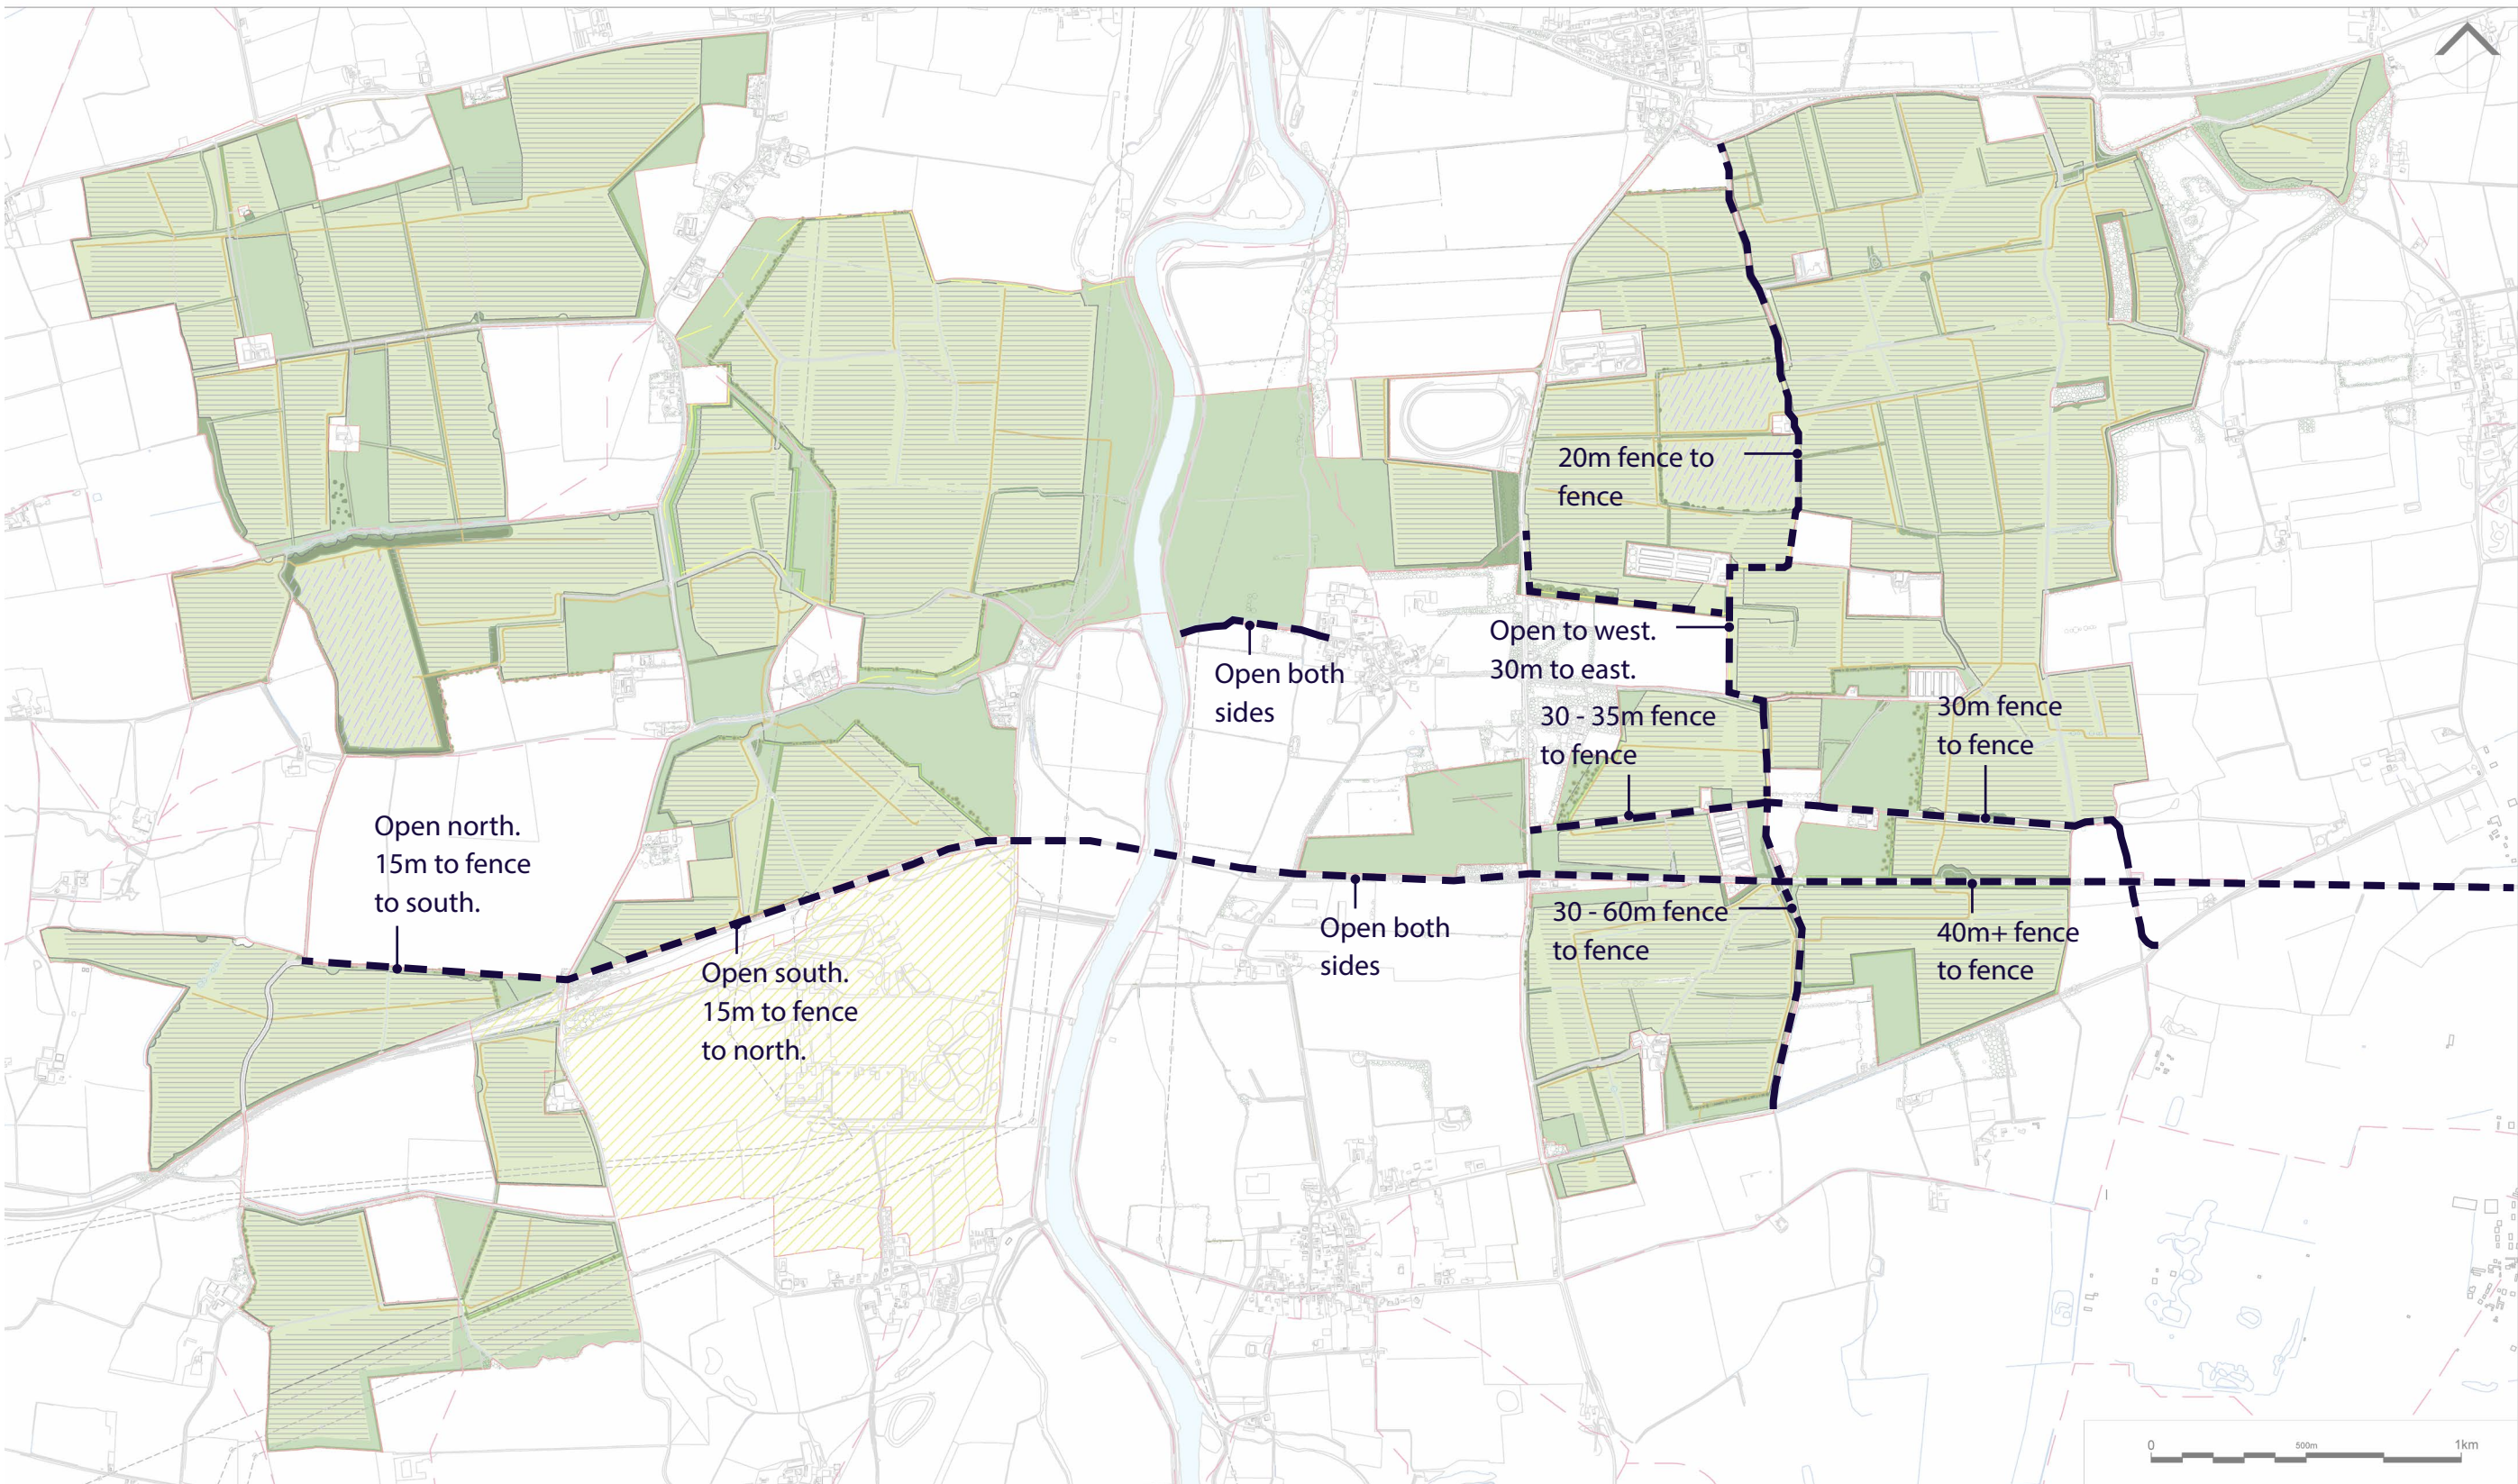 20m fence to
fence
Open to west.
30m to east.
Open both
sides
30 - 35m fence
to fence
30m fence
to fence
Open north.
15m to fence
to south.
Open both
sides
30 - 60m fence
to fence
40m+ fence
to fence
Open south.
15m to fence
to north.
0 500m 1km